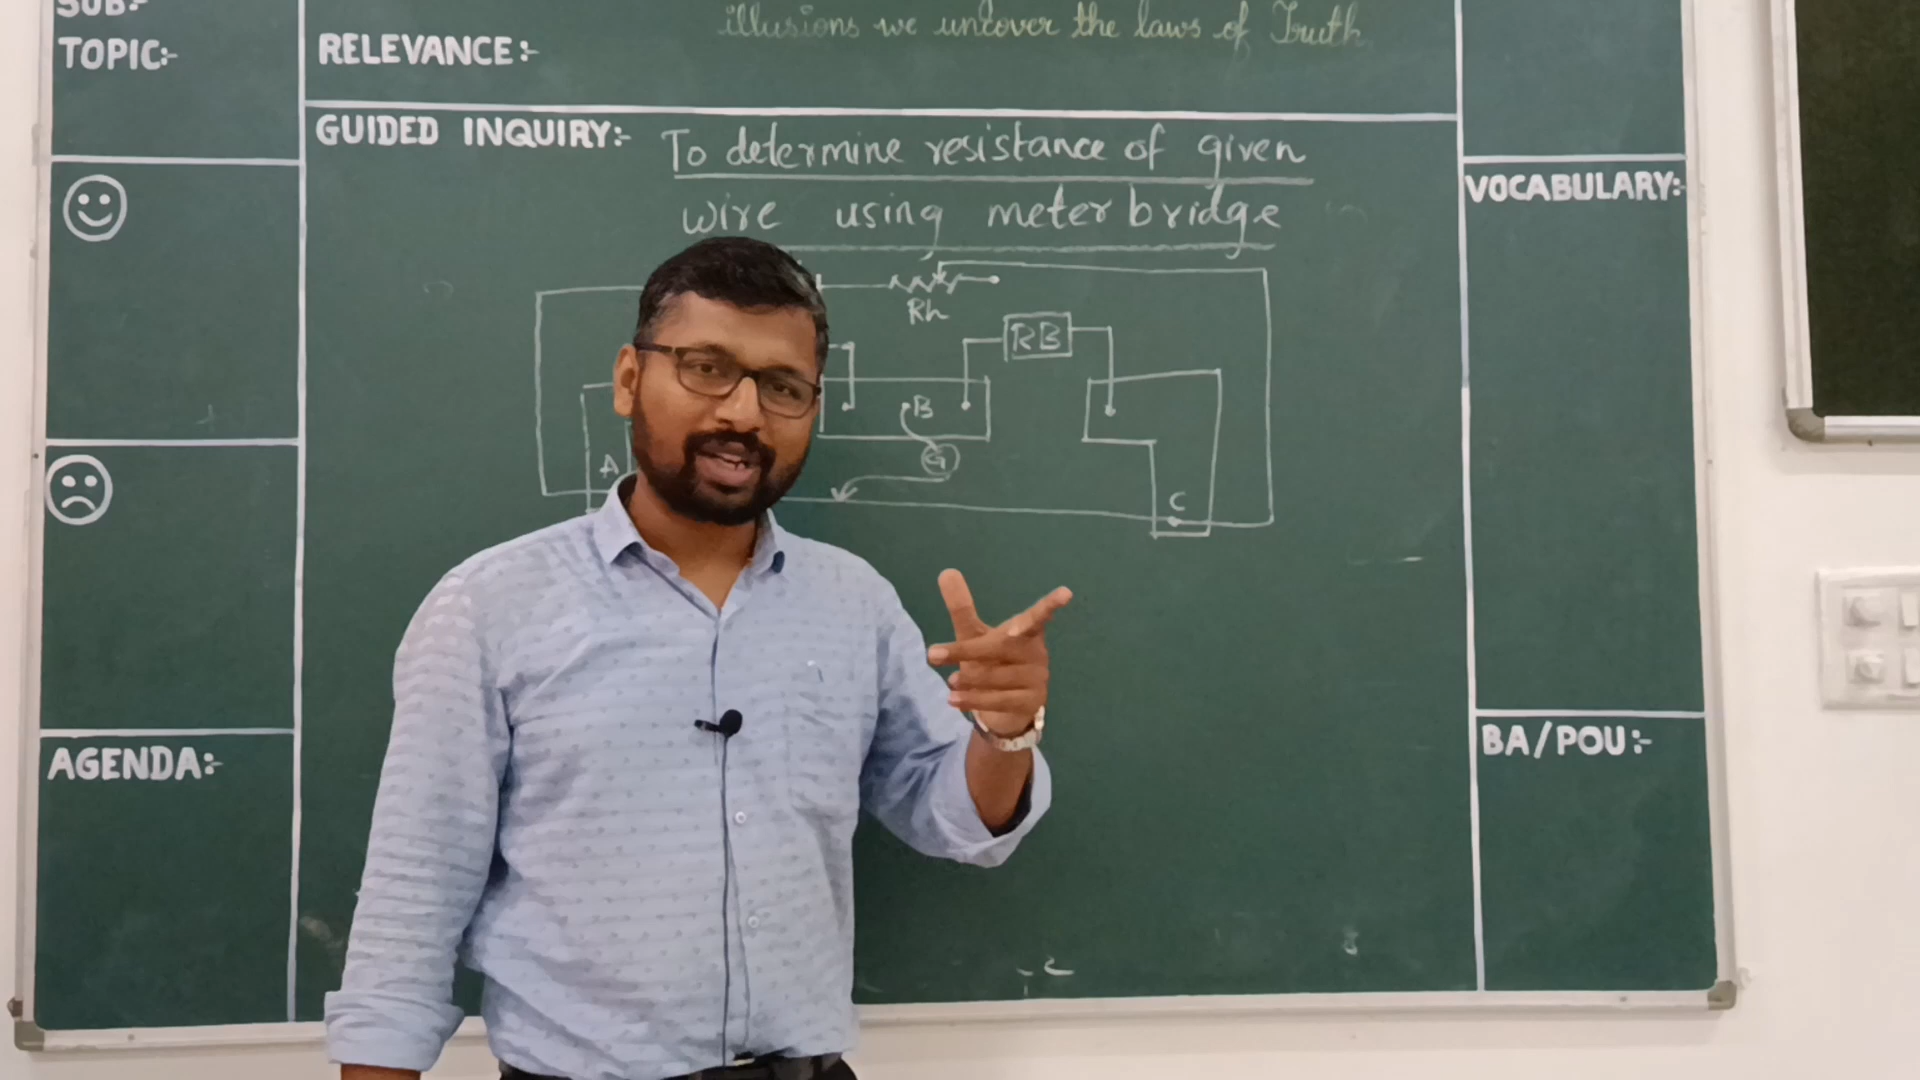 SUB:-
TOPIC:-
illusions we uncover the laws of Truth
RELEVANCE:-
GUIDED INQUIRY:- To determine resistance of given
wire using meter bridge
VOCABULARY:-
Rh
RB
B
G
A
C
AGENDA:-
BA/POU:-